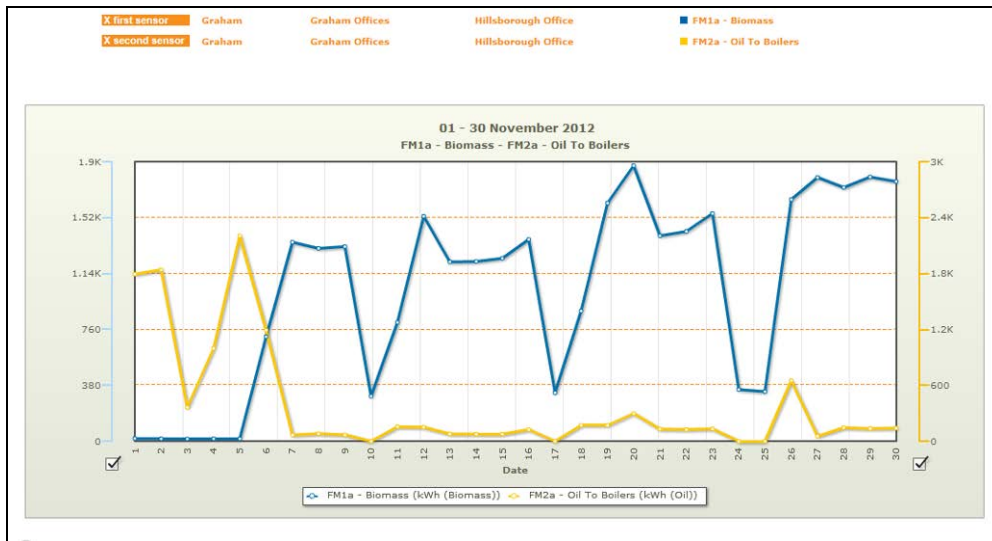 X first sensor Graham Graham Offices Hillsborough Office FM1a - Biomass
X second sensor Graham Graham Offices Hillsborough Office FM2a - Oil To Boilers
01 - 30 November 2012
FM1a - Biomass - FM2a - Oil To Boilers
1.9K 3K
1.52K 2.4K
1.14K 1.8K
760 1.2K
380 600
0 0
1 2 3 4 5 6 7 8 9 10 11 12 13 14 15 16 17 18 19 20 21 22 23 24 25 26 27 28 29 30
Date
FM1a - Biomass (kWh (Biomass)) FM2a - Oil To Boilers (kWh (Oil))